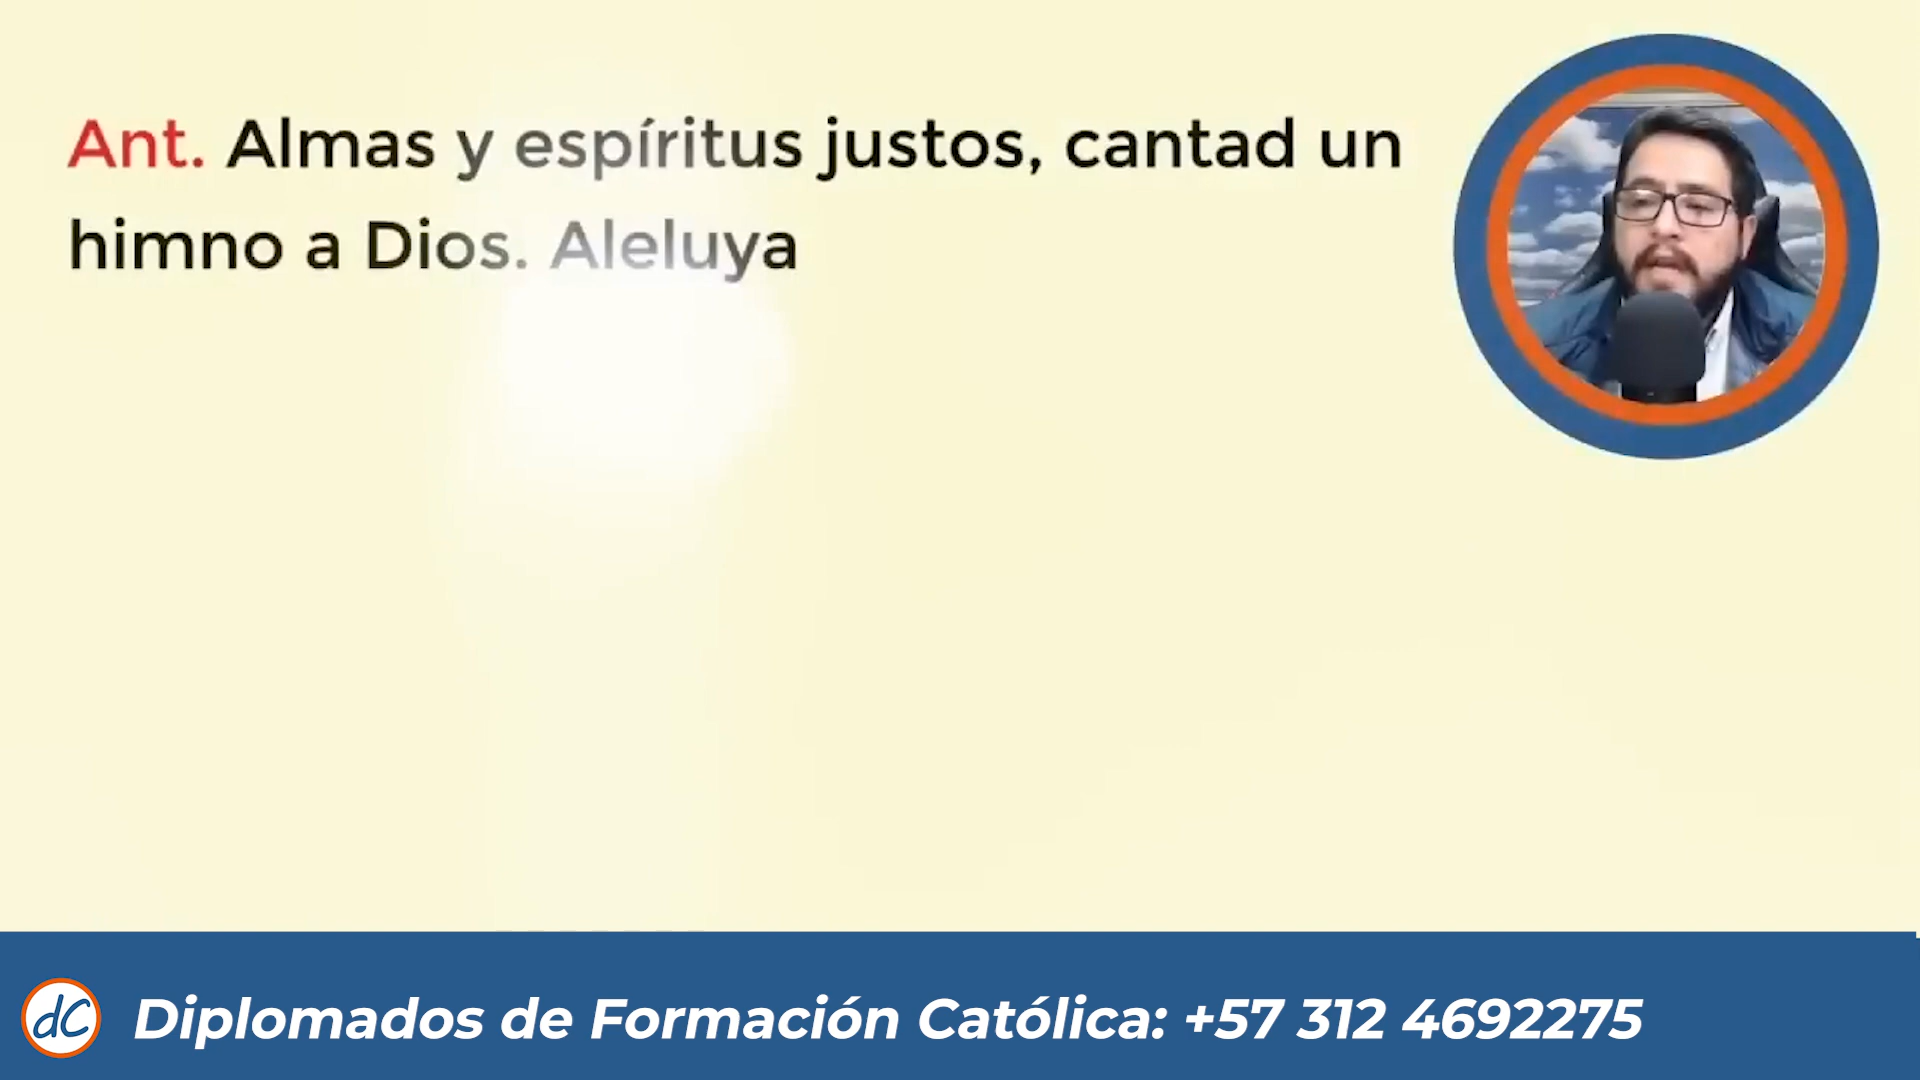 Ant. Almas y espíritus justos, cantad un
himno a Dios. Aleluya
dC Diplomados de Formación Católica: +57 312 4692275